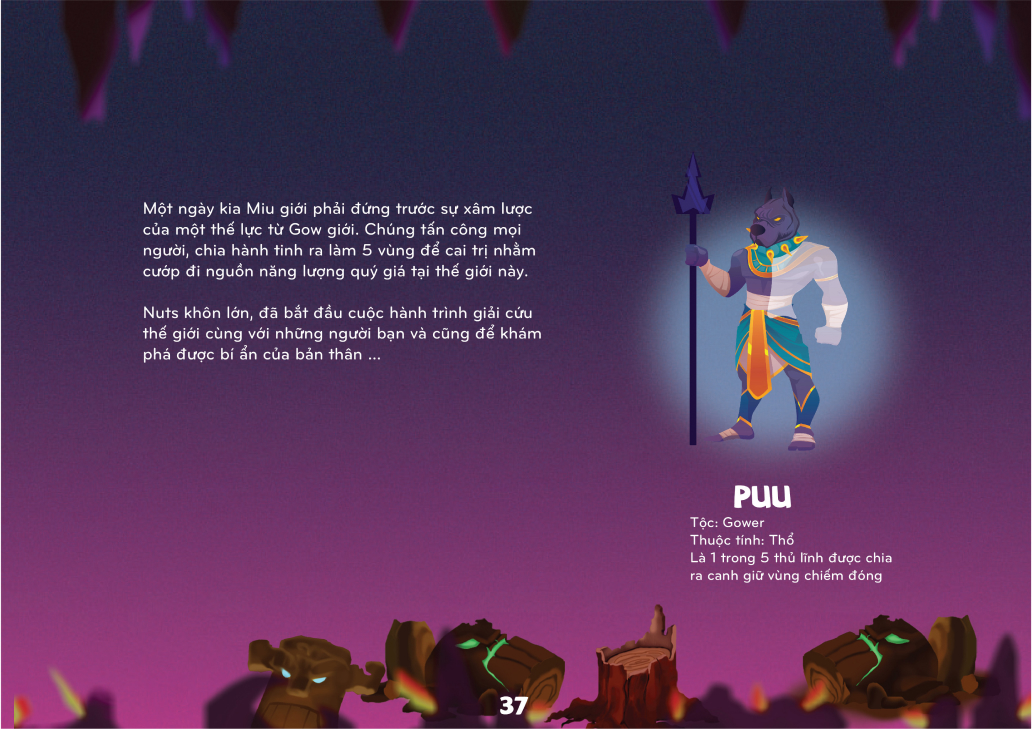 Một ngày kia Miu giới phải đứng trước sự xâm lược
của một thế lực từ Gow giới. Chúng tấn công mọi
người, chia hành tinh ra làm 5 vùng để cai trị nhằm
cướp đi nguồn năng lượng quý giá tại thế giới này.
Nuts khôn lớn, đã bắt đầu cuộc hành trình giải cứu
thế giới cùng với những người bạn và cũng để khám
phá được bí ẩn của bản thân ...
PUU
Tộc: Gower
Thuộc tính: Thổ
Là 1 trong 5 thủ lĩnh được chia
ra canh giữ vùng chiếm đóng
37